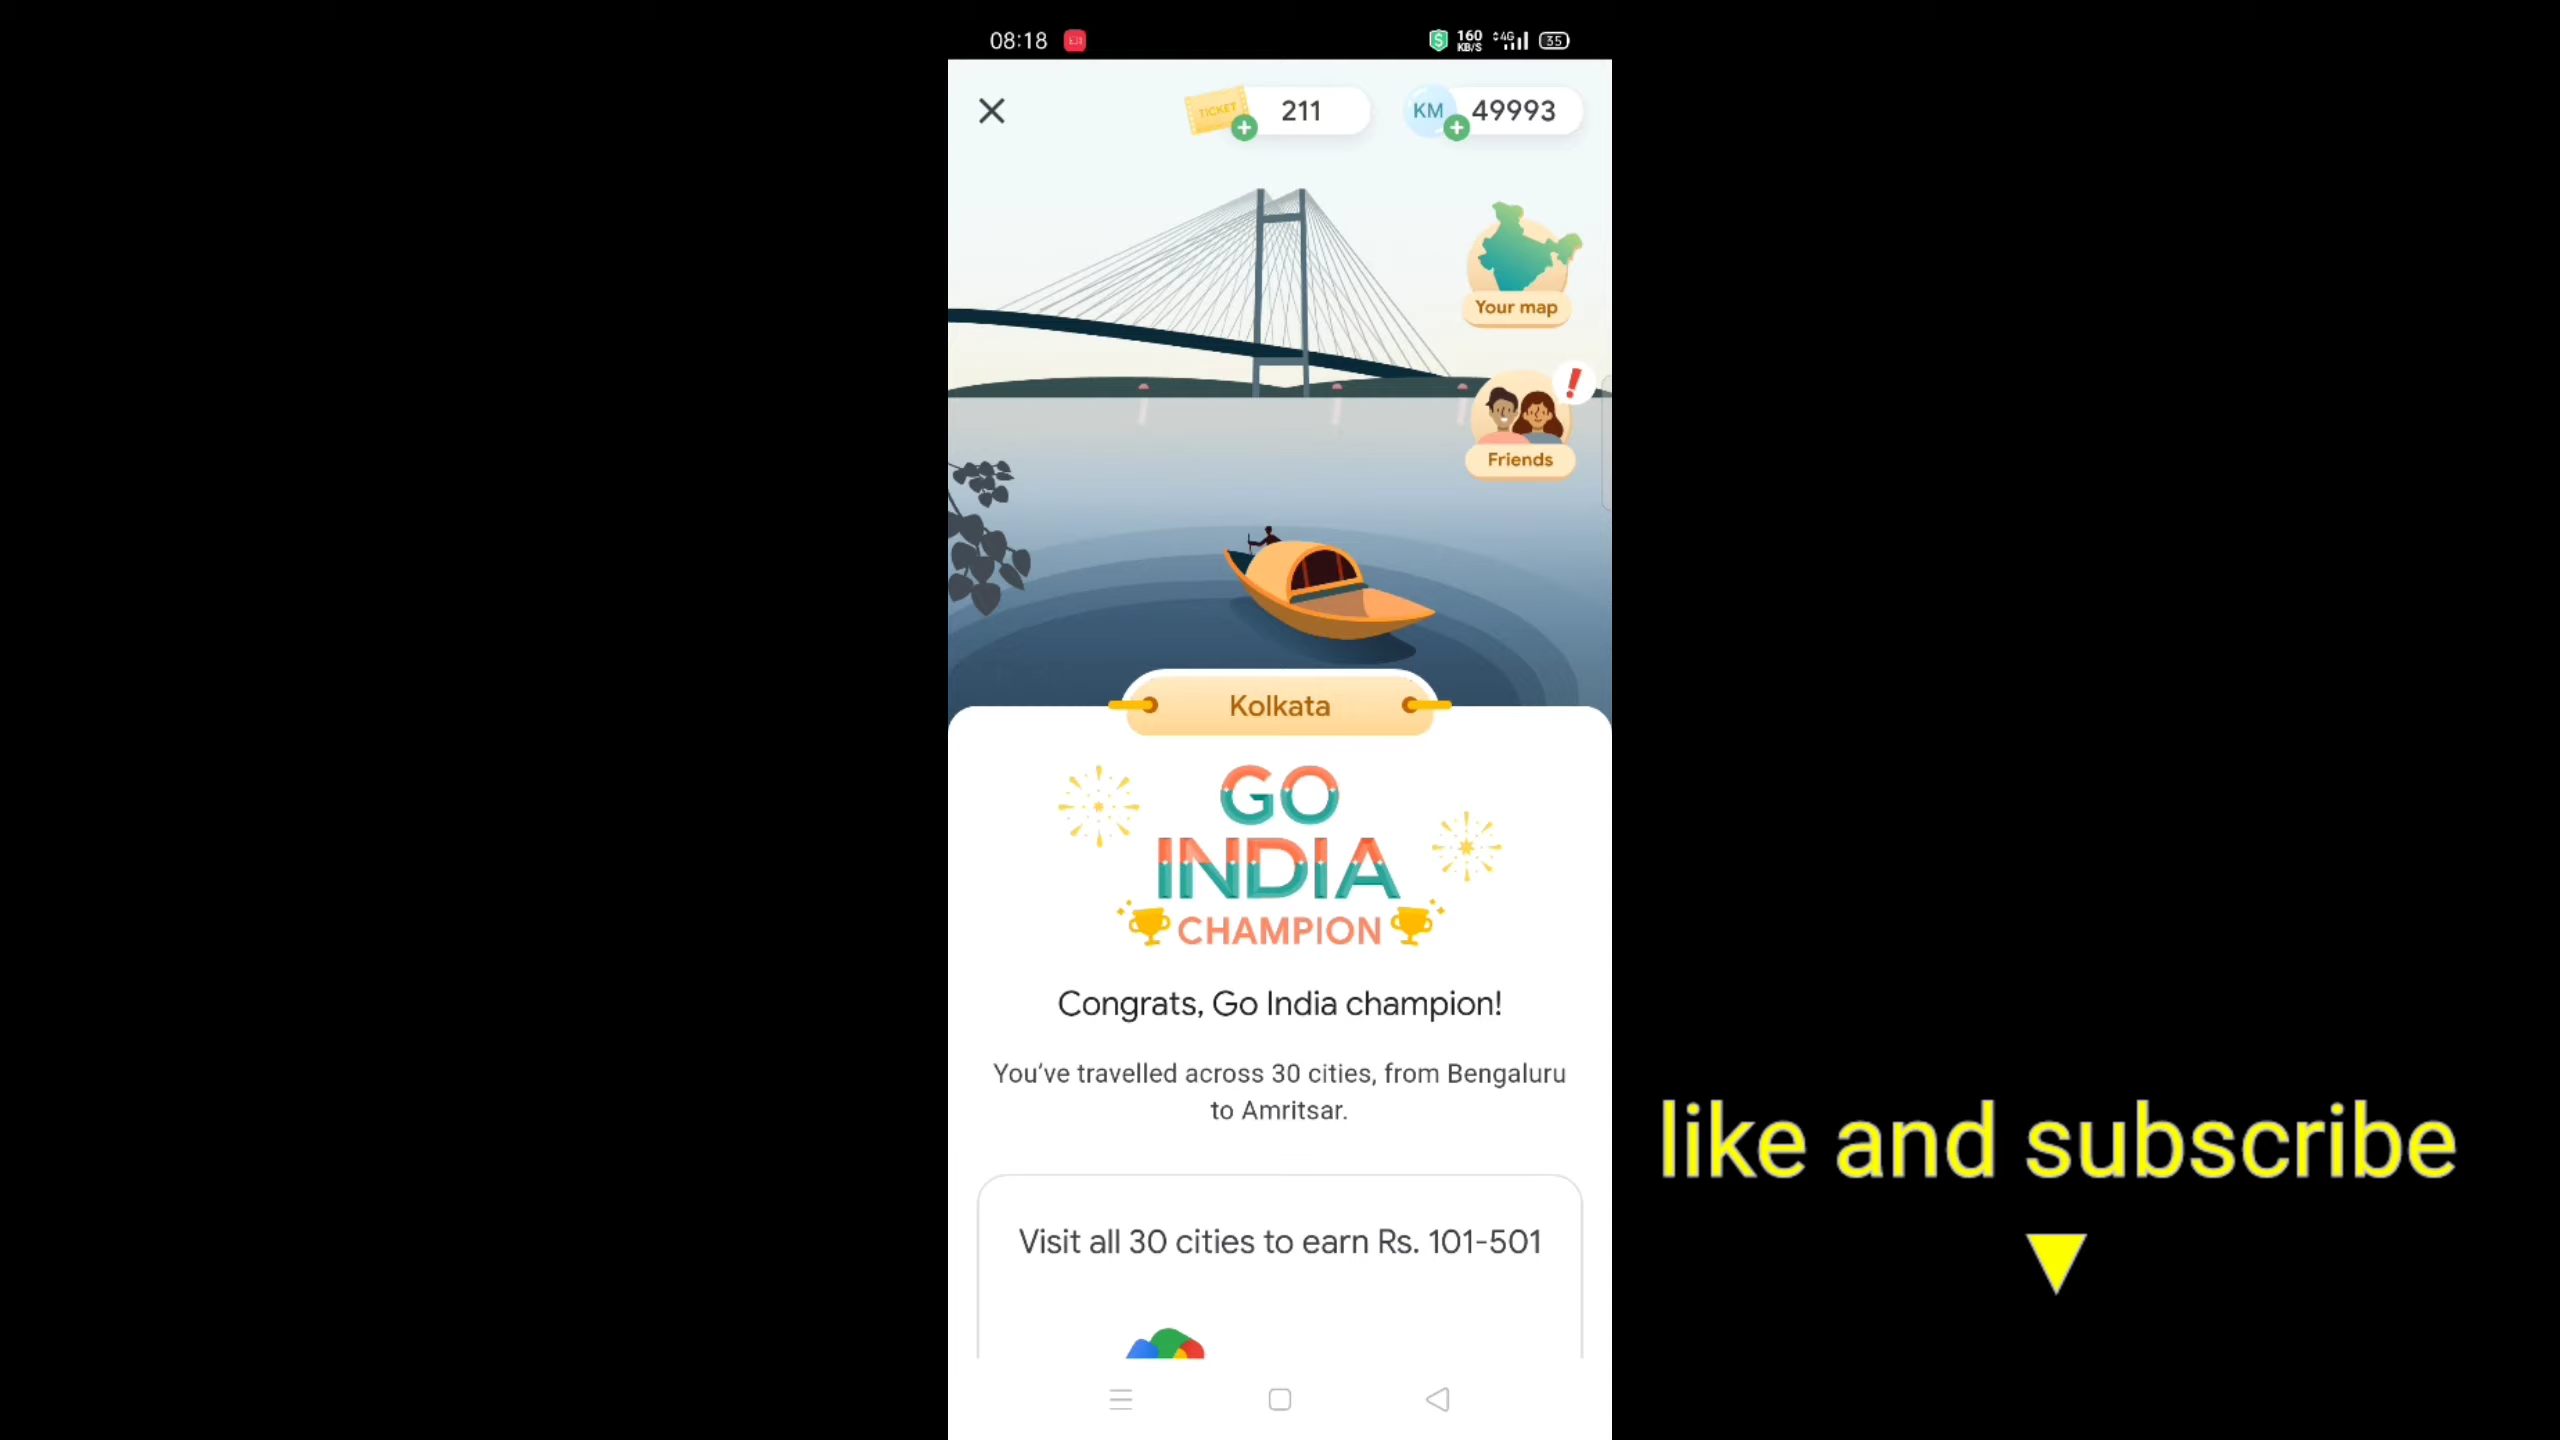 08:18
160
KB/S
4G
35
TICKET
211
KM
49993
Your map
Friends
Kolkata
GO
INDIA
CHAMPION
Congrats, Go India champion!
You've travelled across 30 cities, from Bengaluru
to Amritsar.
Visit all 30 cities to earn Rs. 101-501
like and subscribe